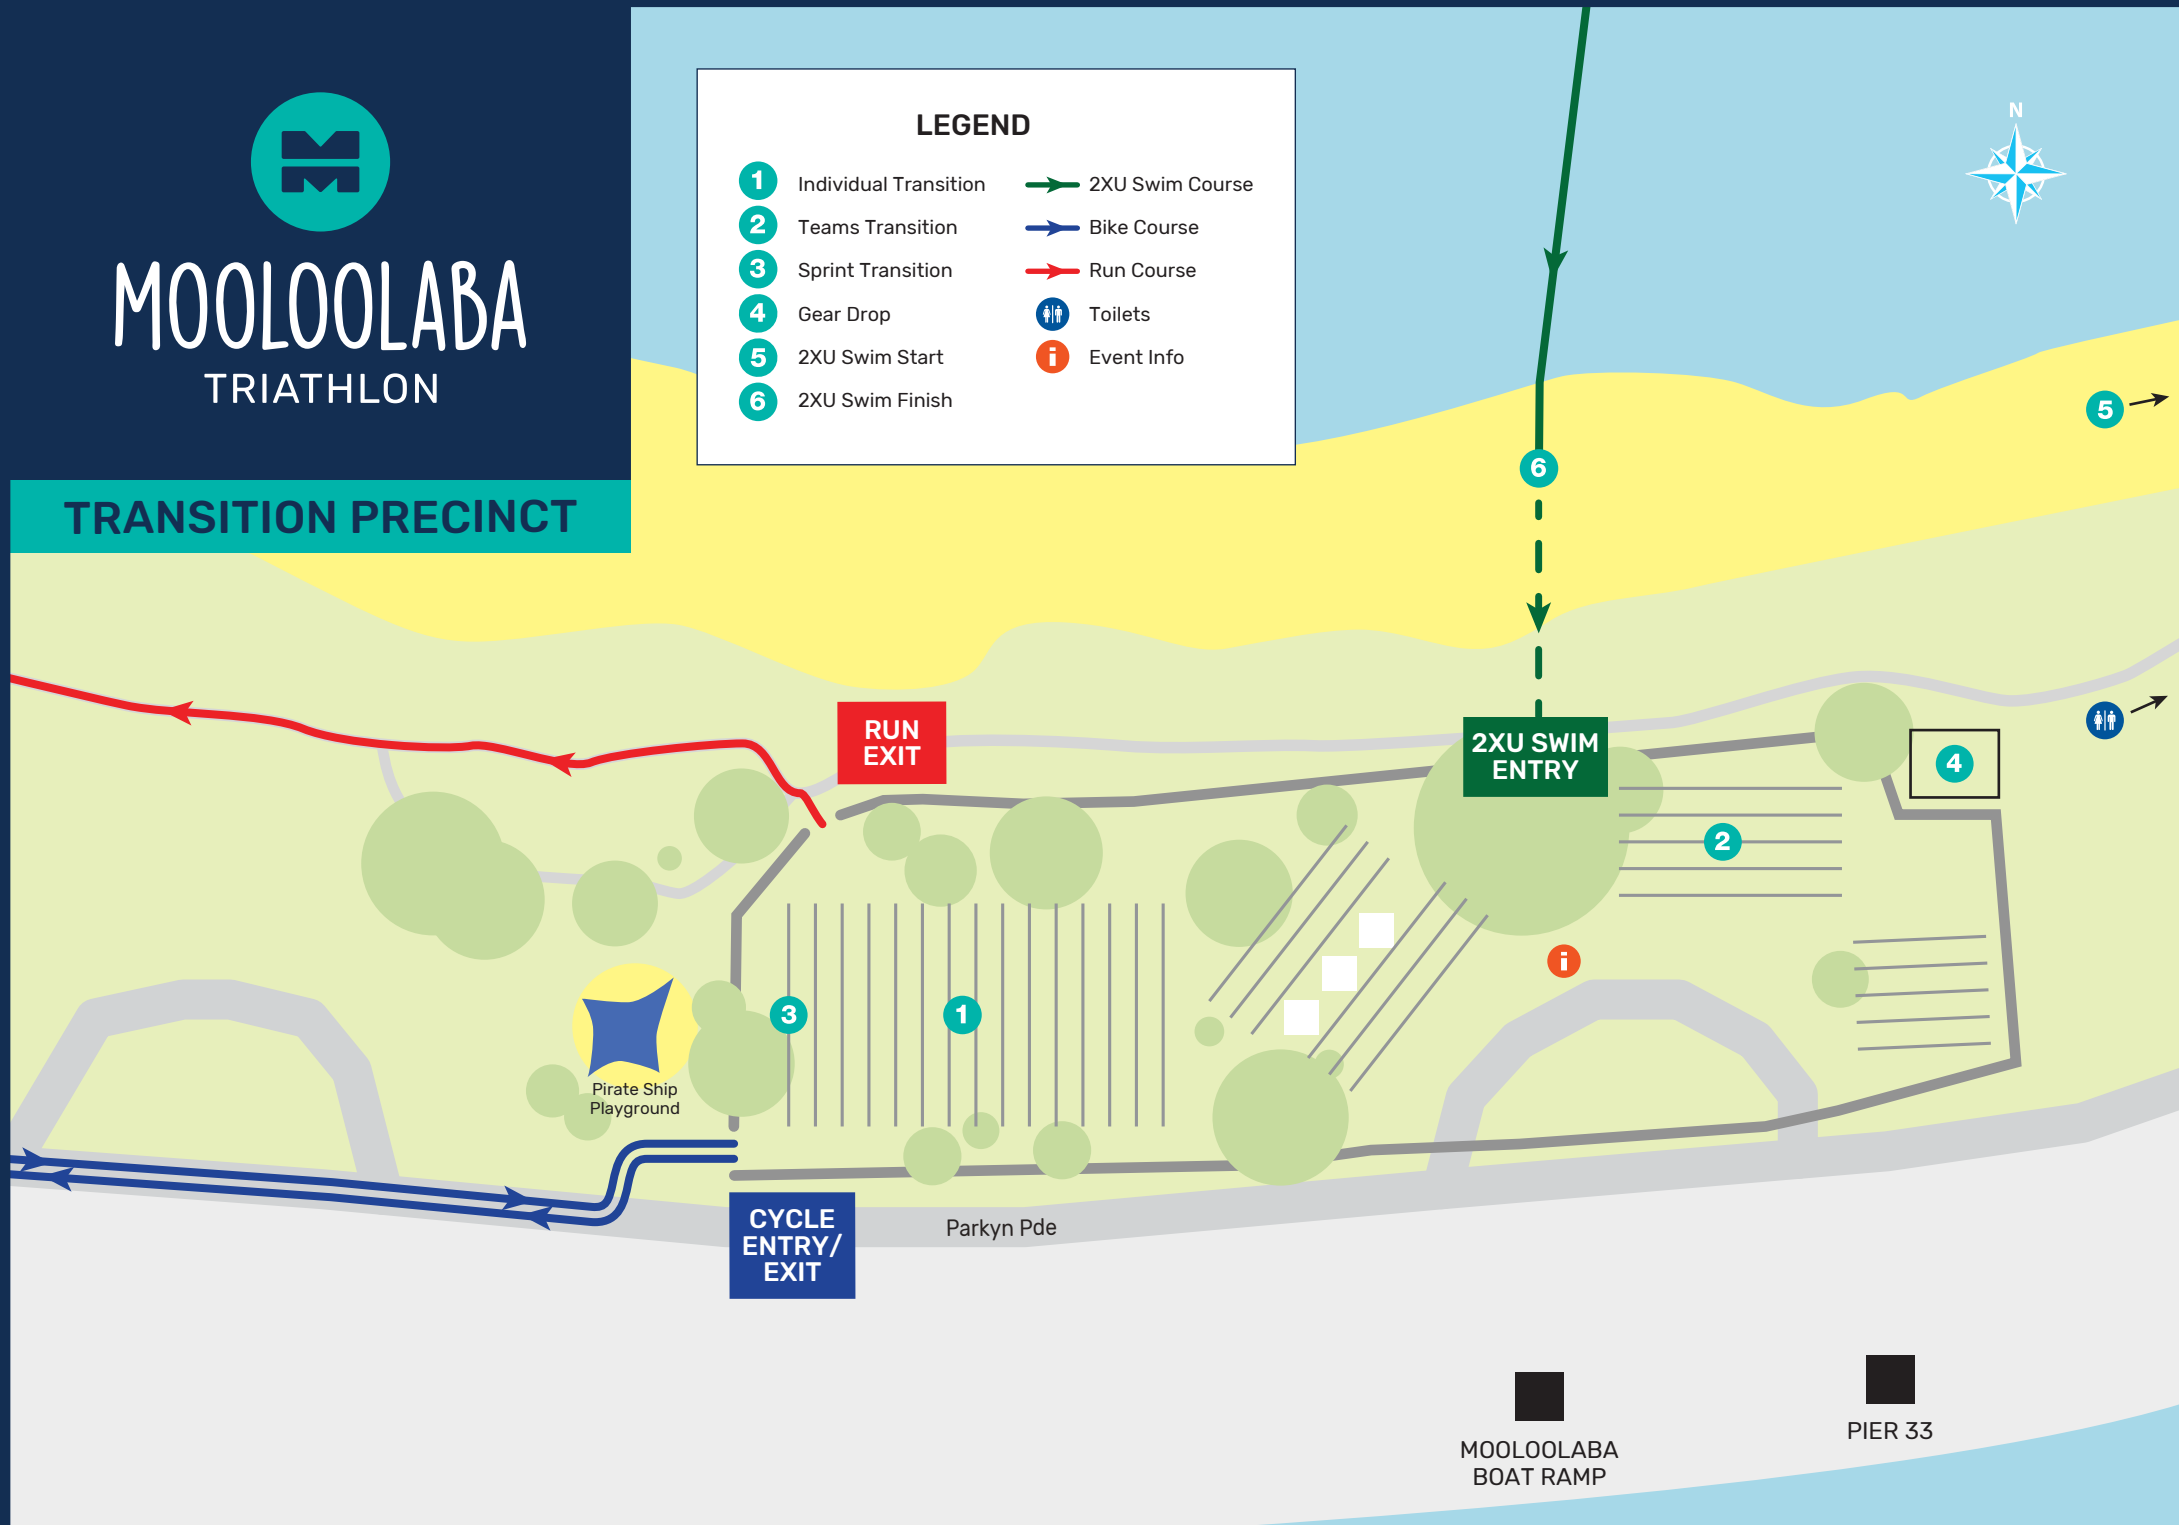 MOOLOOLABA
TRIATHLON
TRANSITION PRECINCT
LEGEND
1 Individual Transition
2 Teams Transition
3 Sprint Transition
4 Gear Drop
5 2XU Swim Start
6 2XU Swim Finish
2XU Swim Course
Bike Course
Run Course
Toilets
i Event Info
N
5
6
RUN
EXIT
2XU SWIM
ENTRY
4
2
i
3
1
Pirate Ship
Playground
CYCLE
ENTRY/
EXIT
Parkyn Pde
MOOLOOLABA
BOAT RAMP
PIER 33